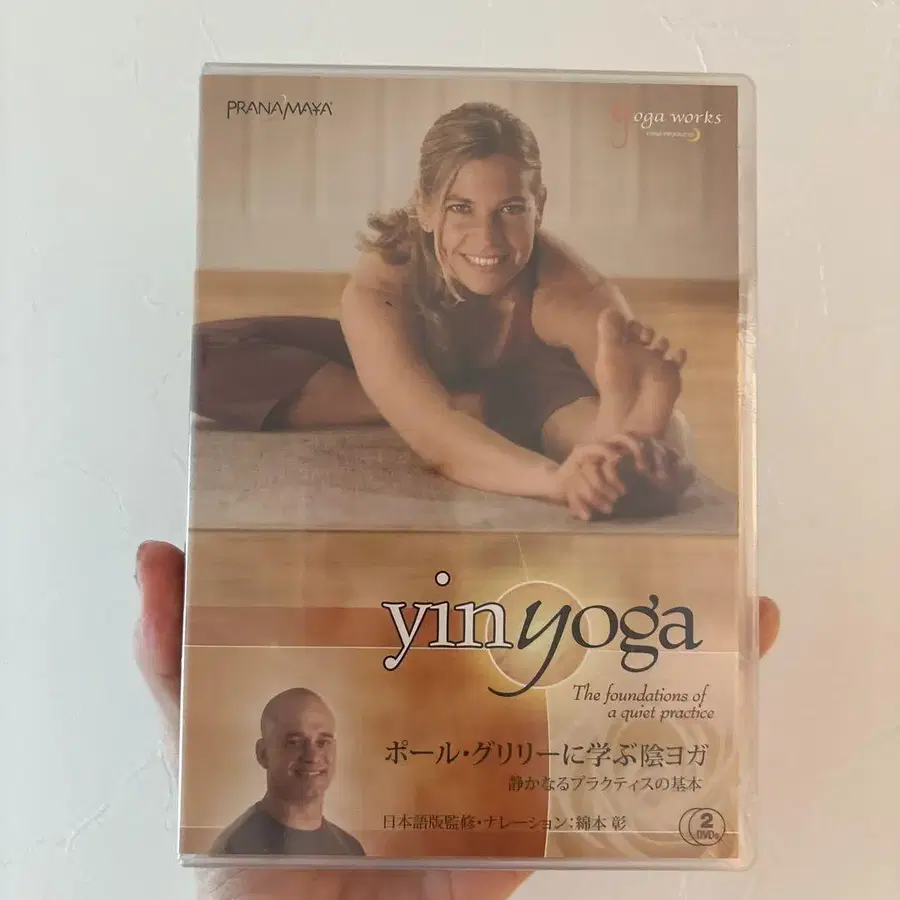 PRANAMAYA
yoga works
yinyoga
The foundations of
a quiet practice
ポール・グリリーに学ぶ陰ヨガ
静かなるプラクティスの基本
日本語版監修・ナレーション：綿本 彰
2
DVDs